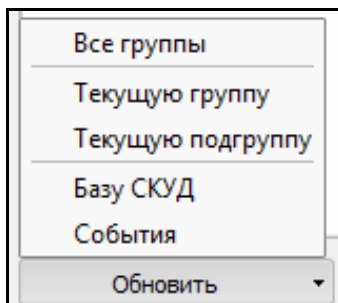 Все группы
Текущую группу
Текущую подгруппу
Базу СКУД
События
Обновить